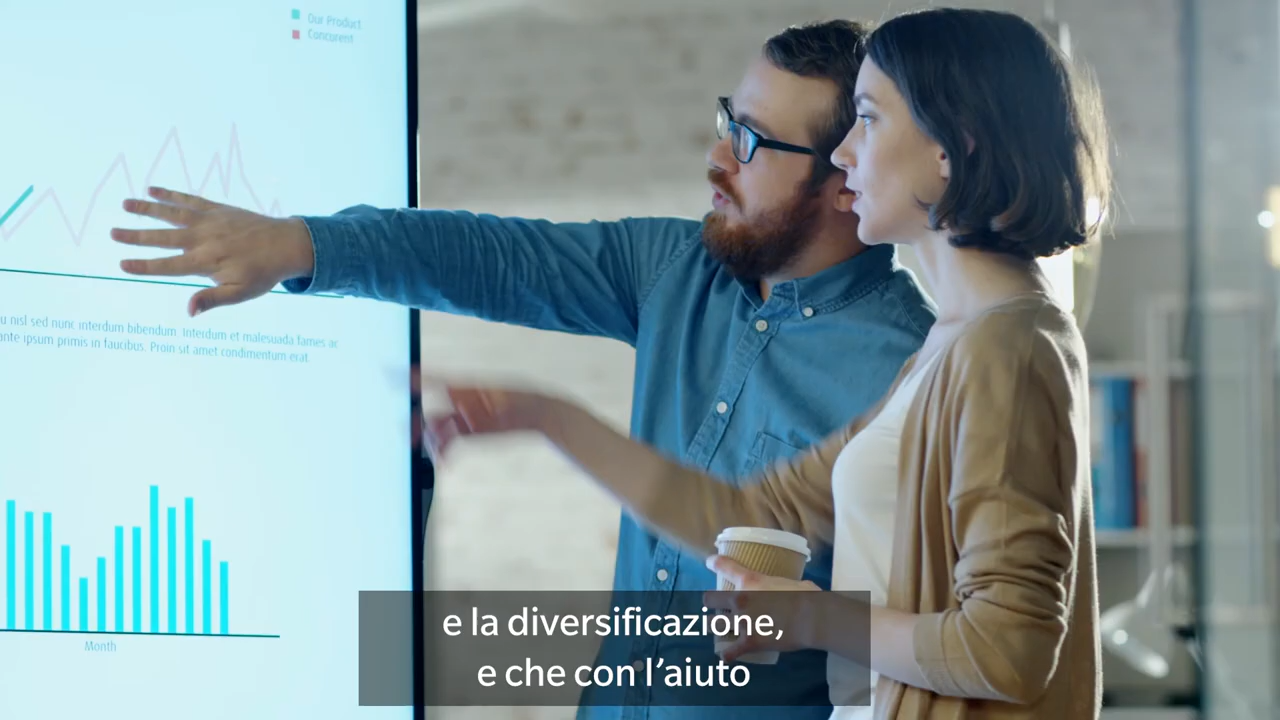 Our Product
Concurent
u nisl sed nunc interdum bibendum. Interdum et malesuada fames ac
ante ipsum primis in faucibus. Proin sit amet condimentum erat.
Month
e la diversificazione,
e che con l'aiuto